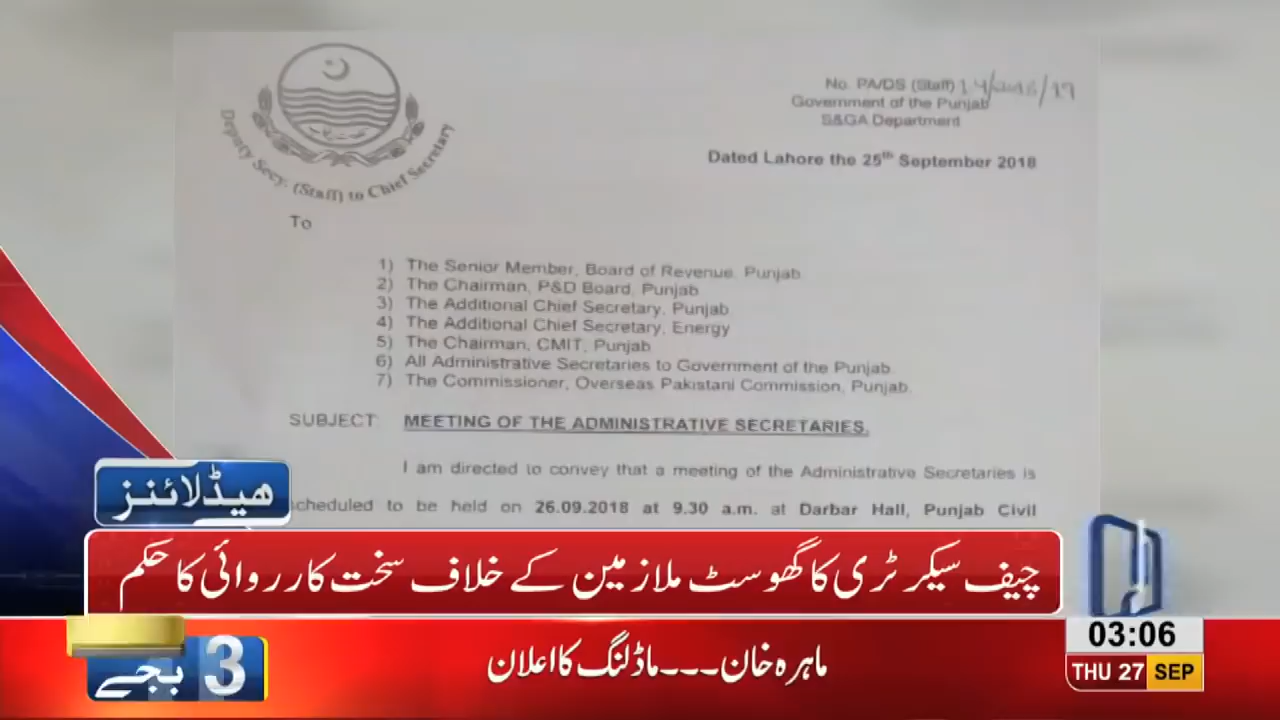 Deputy Secy. (Staff) to Chief Secretary
No. PA/DS (Staff)
Government of the Punjab
S&GA Department
Dated Lahore the 25th September 2018
To
1) The Senior Member, Board of Revenue, Punjab
2) The Chairman, P&D Board, Punjab
3) The Additional Chief Secretary, Punjab
4) The Additional Chief Secretary, Energy
5) The Chairman, CMIT, Punjab
6) All Administrative Secretaries to Government of the Punjab.
7) The Commissioner, Overseas Pakistani Commission, Punjab.
SUBJECT: MEETING OF THE ADMINISTRATIVE SECRETARIES.
I am directed to convey that a meeting of the Administrative Secretaries is
scheduled to be held on 26.09.2018 at 9.30 a.m. at Darbar Hall, Punjab Civil
ھیڈلائنز
چیف سیکرٹری کا گھوسٹ ملازمین کے خلاف سخت کارروائی کا حکم
3 بجے
ماہرہ خان۔۔۔ماڈلنگ کا اعلان
03:06
THU 27 SEP